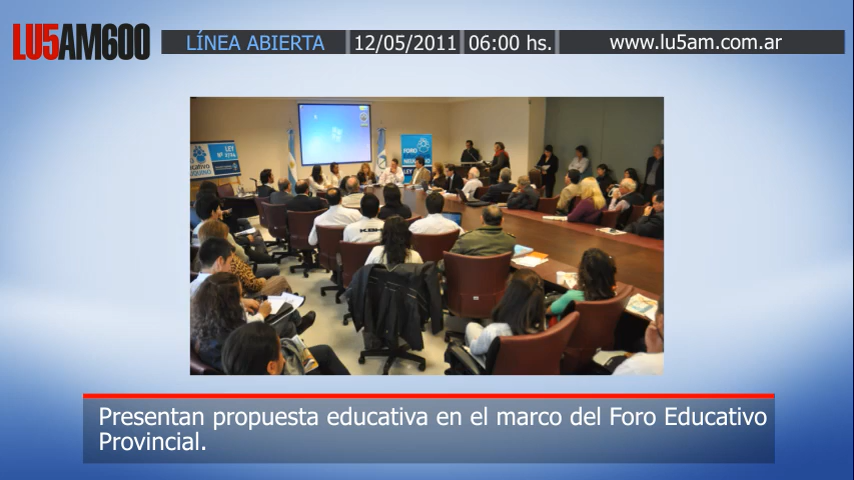 LU5AM600
LÍNEA ABIERTA
12/05/2011
06:00 hs.
www.lu5am.com.ar
LEY
FORO
Presentan propuesta educativa en el marco del Foro Educativo
Provincial.